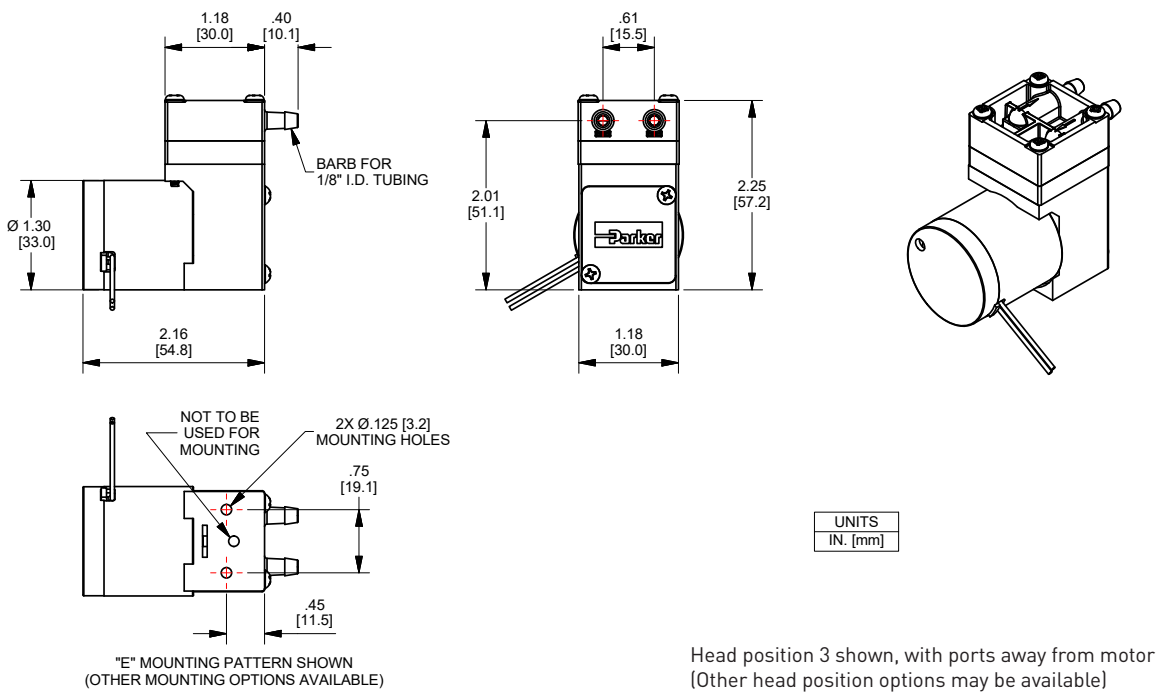 1.18
[30.0]
.40
[10.1]
BARB FOR
1/8" I.D. TUBING
Ø 1.30
[33.0]
2.16
[54.8]
.61
[15.5]
2.01
[51.1]
2.25
[57.2]
Parker
1.18
[30.0]
NOT TO BE
USED FOR
MOUNTING
2X Ø.125 [3.2]
MOUNTING HOLES
.75
[19.1]
.45
[11.5]
"E" MOUNTING PATTERN SHOWN
(OTHER MOUNTING OPTIONS AVAILABLE)
UNITS
IN. [mm]
Head position 3 shown, with ports away from motor
(Other head position options may be available)